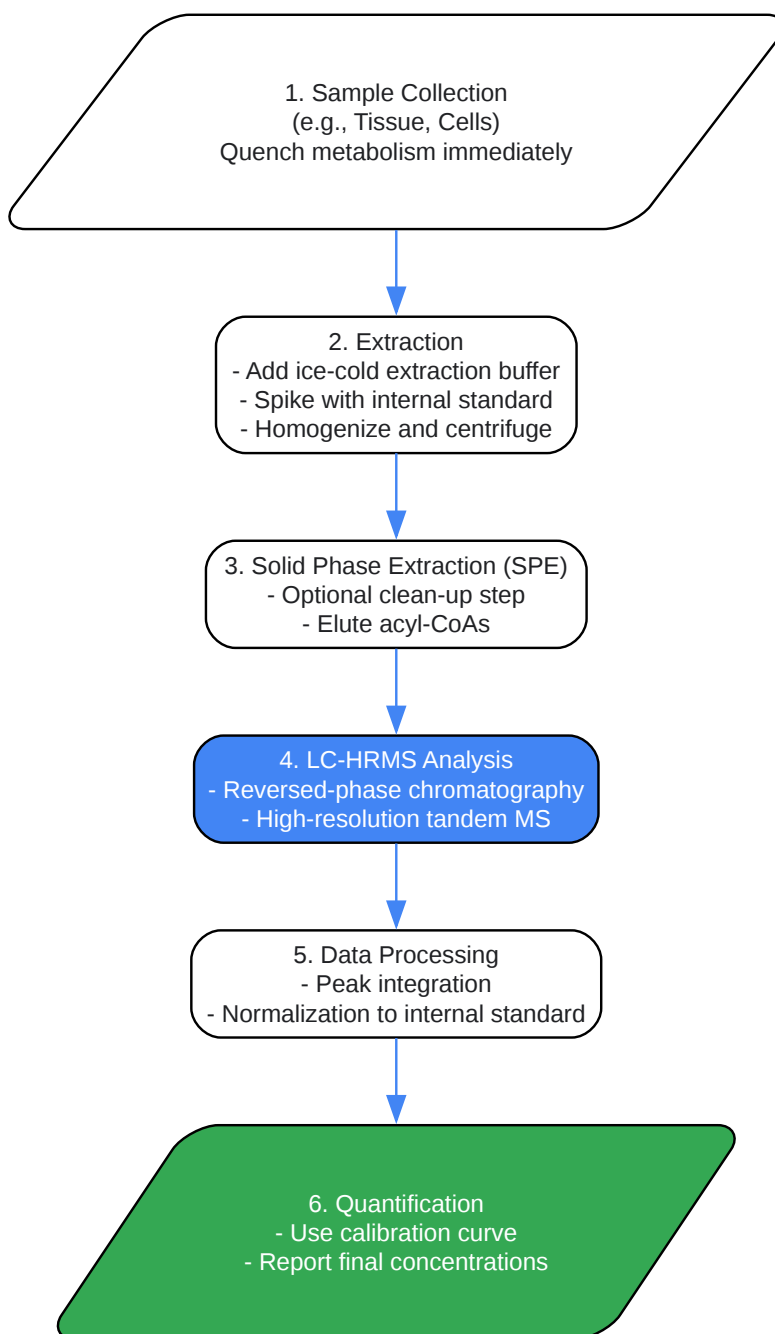 1. Sample Collection
(e.g., Tissue, Cells)
Quench metabolism immediately
2. Extraction
- Add ice-cold extraction buffer
- Spike with internal standard
- Homogenize and centrifuge
3. Solid Phase Extraction (SPE)
- Optional clean-up step
- Elute acyl-CoAs
4. LC-HRMS Analysis
- Reversed-phase chromatography
- High-resolution tandem MS
5. Data Processing
- Peak integration
- Normalization to internal standard
6. Quantification
- Use calibration curve
- Report final concentrations